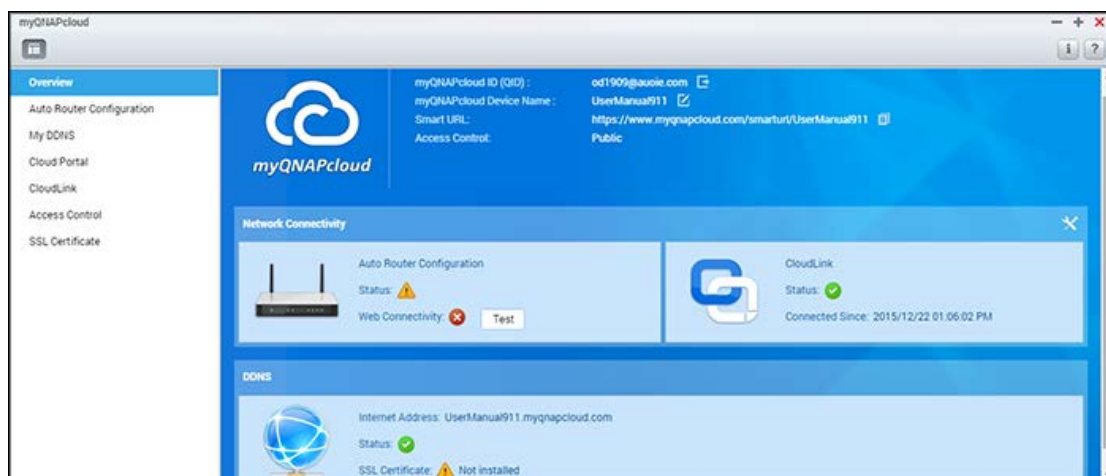 myQNAPcloud
Overview
Auto Router Configuration
My DDNS
Cloud Portal
CloudLink
Access Control
SSL Certificate
myQNAPcloud
myQNAPcloud ID (QID) : od1909@auoie.com
myQNAPcloud Device Name : UserManual911
Smart URL: https://www.myqnapcloud.com/smarturl/UserManual911
Access Control: Public
Network Connectivity
Auto Router Configuration
Status:
Web Connectivity: Test
CloudLink
Status:
Connected Since: 2015/12/22 01:06:02 PM
DDNS
Internet Address: UserManual911.myqnapcloud.com
Status:
SSL Certificate: Not installed